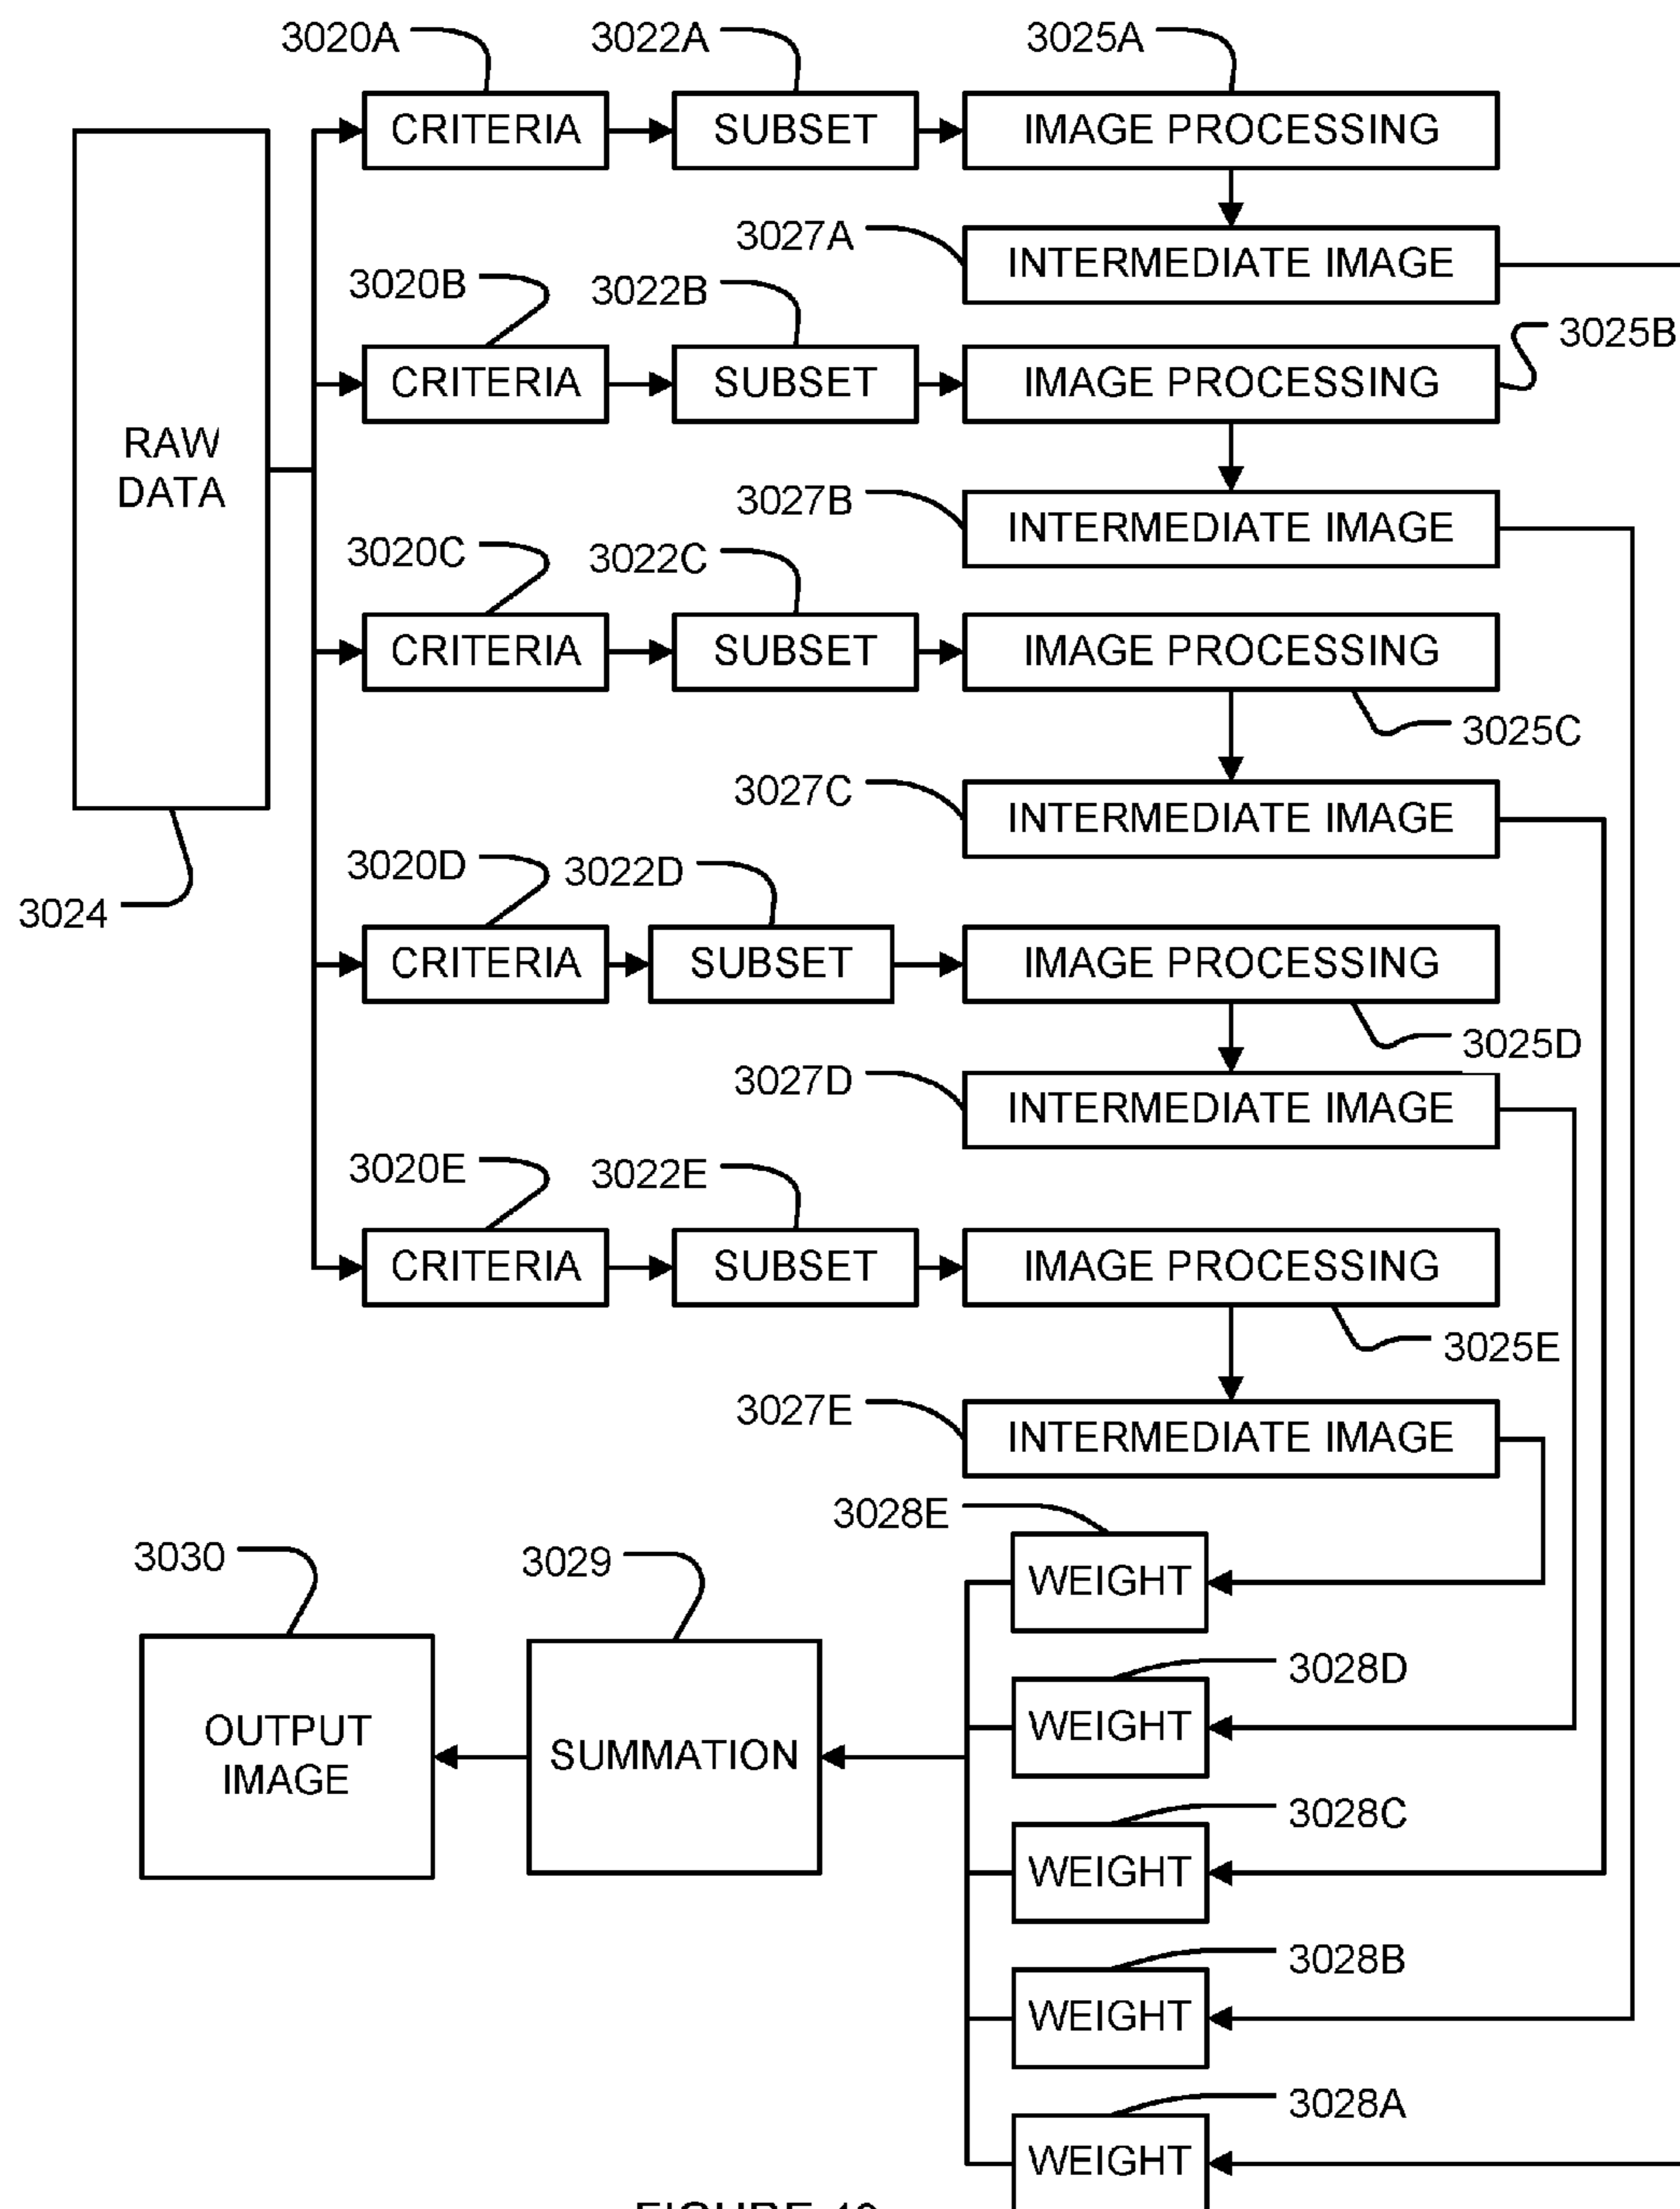 3020A 3022A 3025A
CRITERIA SUBSET IMAGE PROCESSING
3027A INTERMEDIATE IMAGE
3020B 3022B 3025B
CRITERIA SUBSET IMAGE PROCESSING
RAW
DATA
3027B INTERMEDIATE IMAGE
3020C 3022C
CRITERIA SUBSET IMAGE PROCESSING
3025C
3027C INTERMEDIATE IMAGE
3020D 3022D
3024
CRITERIA SUBSET IMAGE PROCESSING
3025D
3027D INTERMEDIATE IMAGE
3020E 3022E
CRITERIA SUBSET IMAGE PROCESSING
3025E
3027E INTERMEDIATE IMAGE
3028E
3030 3029
WEIGHT
3028D
OUTPUT
IMAGE
SUMMATION
WEIGHT
3028C
WEIGHT
3028B
WEIGHT
3028A
WEIGHT
FIGURE